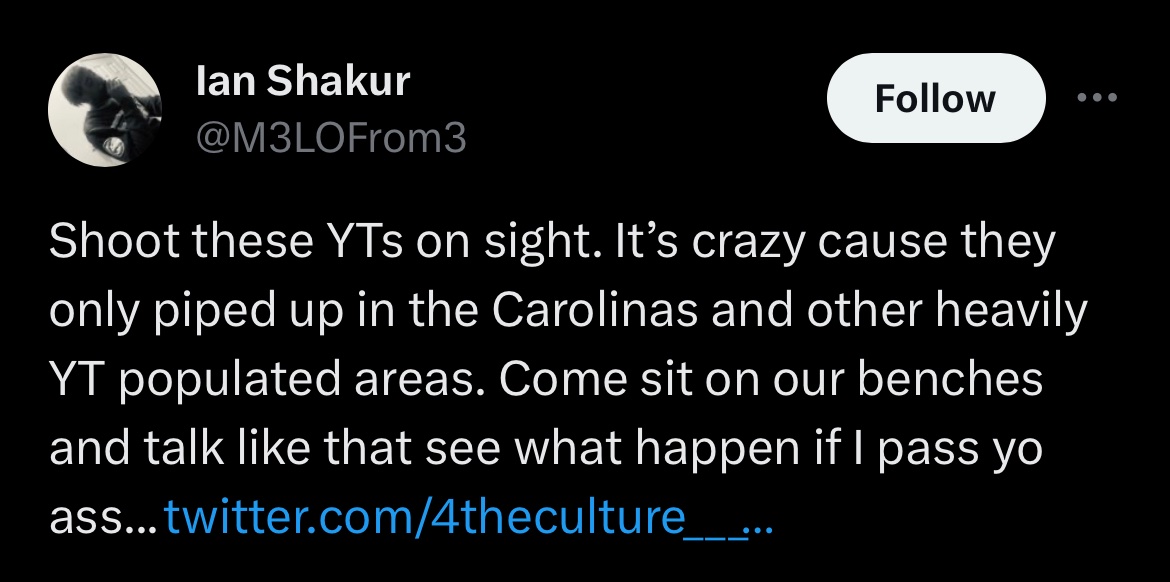 Ian Shakur
@M3LOFrom3
Follow
Shoot these YTs on sight. It’s crazy cause they
only piped up in the Carolinas and other heavily
YT populated areas. Come sit on our benches
and talk like that see what happen if I pass yo
ass... twitter.com/4theculture___...